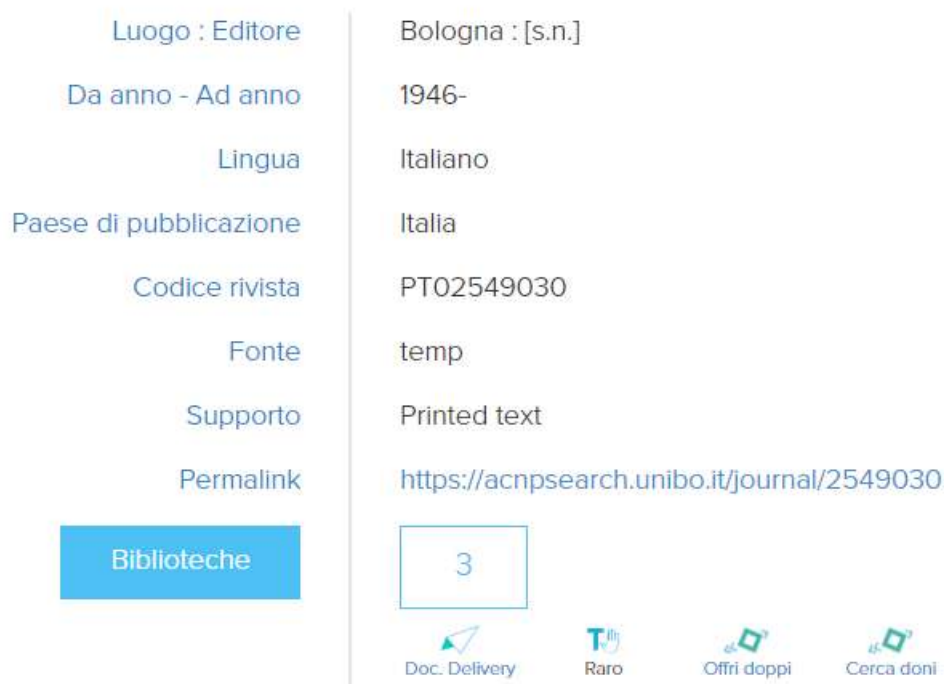 Luogo : Editore Bologna : [s.n.]
Da anno - Ad anno 1946-
Lingua Italiano
Paese di pubblicazione Italia
Codice rivista PT02549030
Fonte temp
Supporto Printed text
Permalink https://acnpsearch.unibo.it/journal/2549030
Biblioteche 3
Doc. Delivery Raro Offri doppi Cerca doni